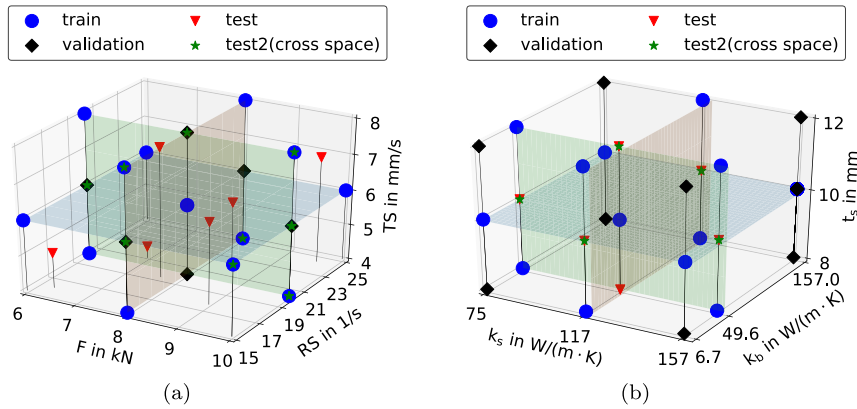 train
test
validation
test2(cross space)
train
test
validation
test2(cross space)
8
7
6
5
4
TS in mm/s
6
7
8
9
10
F in kN
15
17
19
21
23
25
RS in 1/s
(a)
12
10
8
t_s in mm
75
117
157
k_s in W/(m · K)
6.7
49.6
157.0
k_b in W/(m · K)
(b)